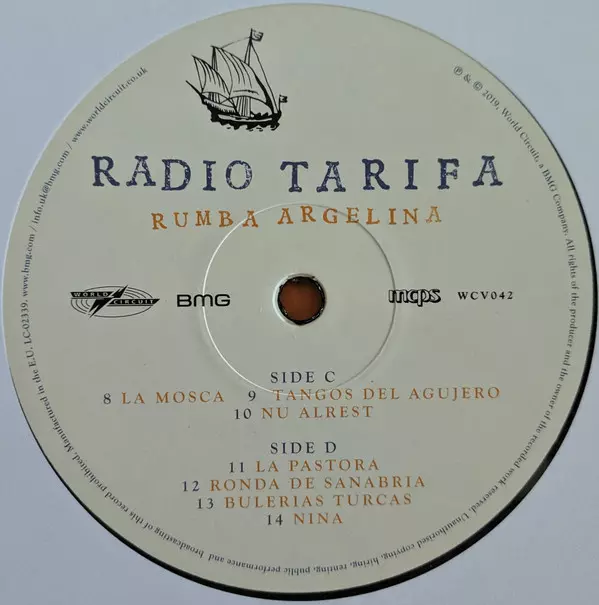 RADIO TARIFA
RUMBA ARGELINA
WORLD CIRCUIT
BMG
mcps
WCV042
SIDE C
8 LA MOSCA 9 TANGOS DEL AGUJERO
10 NU ALREST
SIDE D
11 LA PASTORA
12 RONDA DE SANABRIA
13 BULERIAS TURCAS
14 NINA
℗ & © 2019, World Circuit, a BMG Company. All rights of the producer and the owner of the recorded work reserved. Unauthorised copying, hiring, renting, public performance and broadcasting of this record prohibited. Manufactured in the E.U. LC-02339. www.bmg.com / info.uk@bmg.com / www.worldcircuit.co.uk